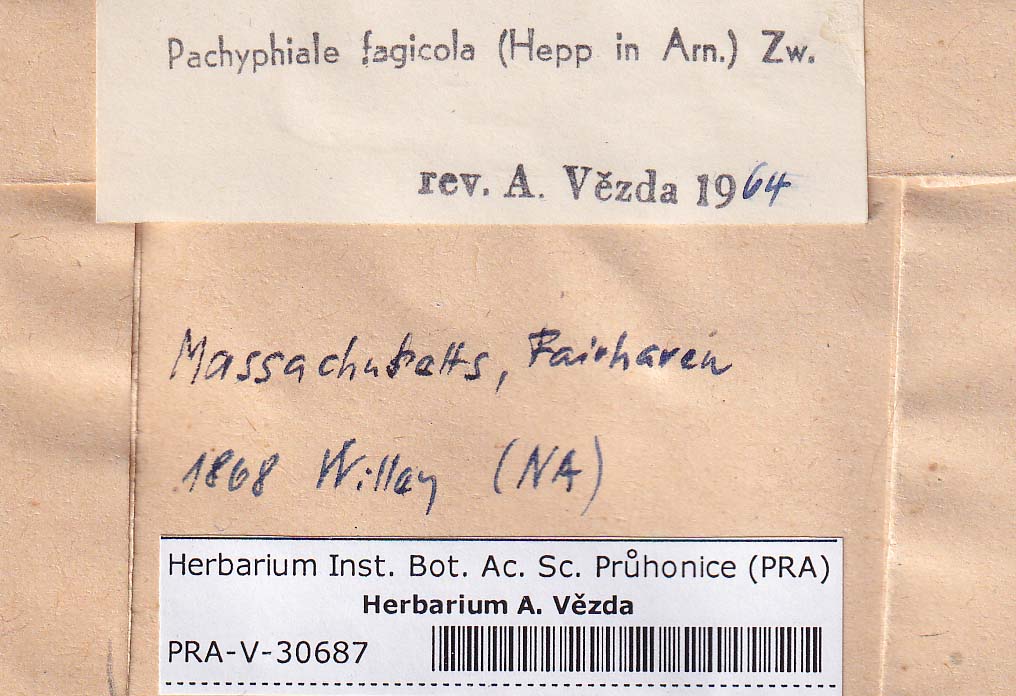 Pachyphiale fagicola (Hepp in Arn.) Zw.
rev. A. Vězda 1964
Massachusetts, Fairhaven
1868 Willey (NA)
Herbarium Inst. Bot. Ac. Sc. Průhonice (PRA)
Herbarium A. Vězda
PRA-V-30687